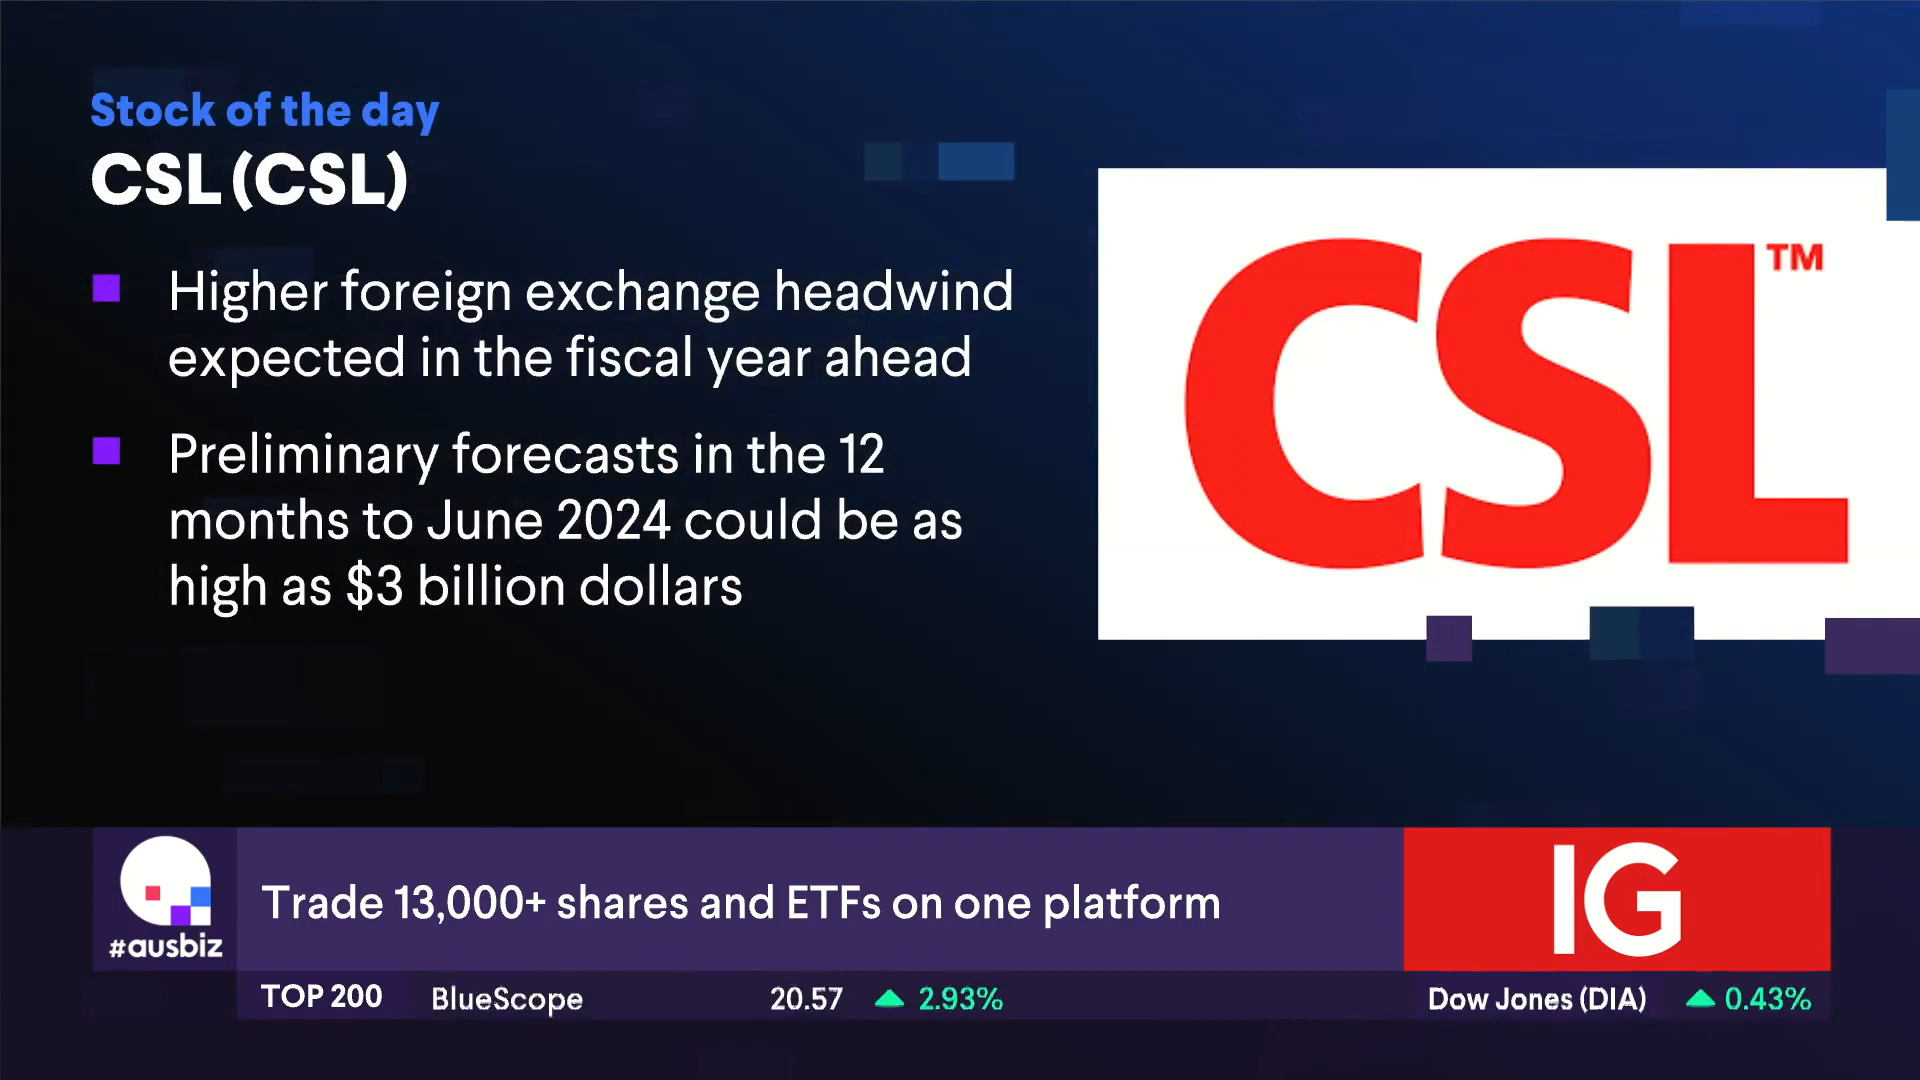 Stock of the day
CSL (CSL)
Higher foreign exchange headwind
expected in the fiscal year ahead
Preliminary forecasts in the 12
months to June 2024 could be as
high as $3 billion dollars
CSL™
Trade 13,000+ shares and ETFs on one platform
IG
#ausbiz
TOP 200 BlueScope 20.57 ▲ 2.93% Dow Jones (DIA) ▲ 0.43%